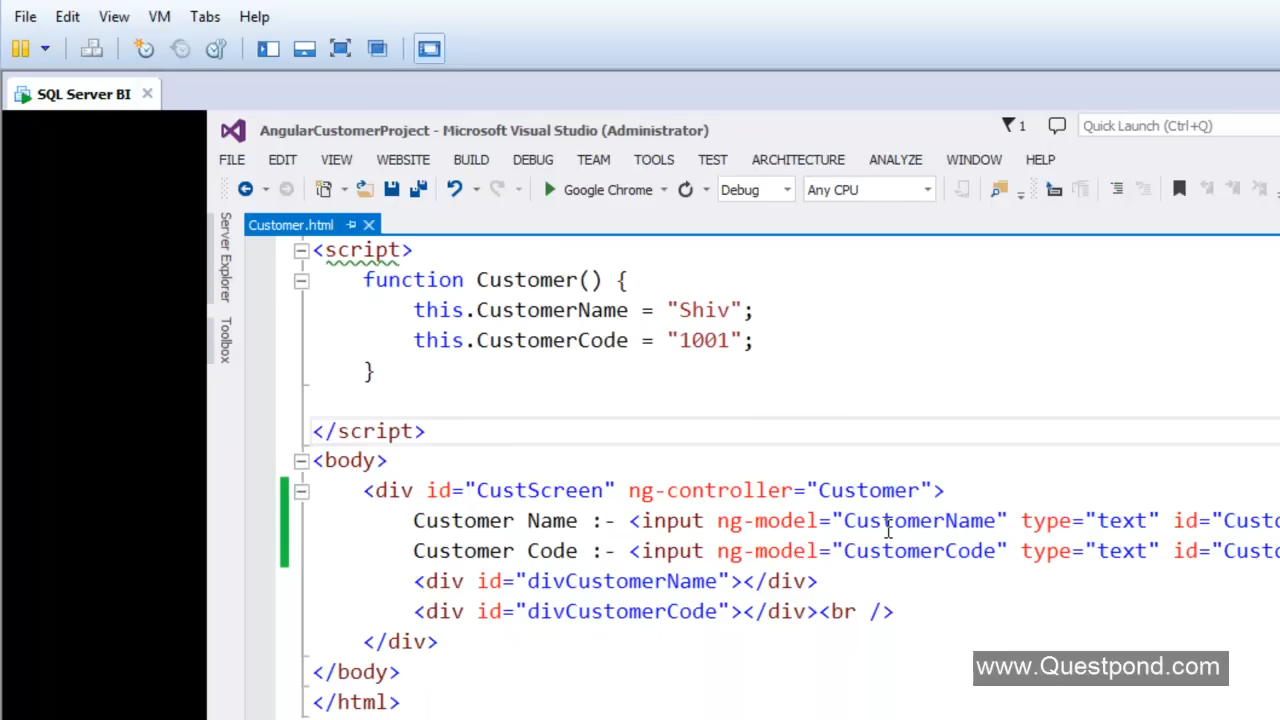 File Edit View VM Tabs Help
SQL Server BI
AngularCustomerProject - Microsoft Visual Studio (Administrator)
1
Quick Launch (Ctrl+Q)
FILE EDIT VIEW WEBSITE BUILD DEBUG TEAM TOOLS TEST ARCHITECTURE ANALYZE WINDOW HELP
Google Chrome
Debug
Any CPU
Server Explorer
Toolbox
Customer.html
<script>
function Customer() {
this.CustomerName = "Shiv";
this.CustomerCode = "1001";
}
</script>
<body>
<div id="CustScreen" ng-controller="Customer">
Customer Name :- <input ng-model="CustomerName" type="text" id="Custo
Customer Code :- <input ng-model="CustomerCode" type="text" id="Custo
<div id="divCustomerName"></div>
<div id="divCustomerCode"></div><br />
</div>
</body>
</html>
www.Questpond.com